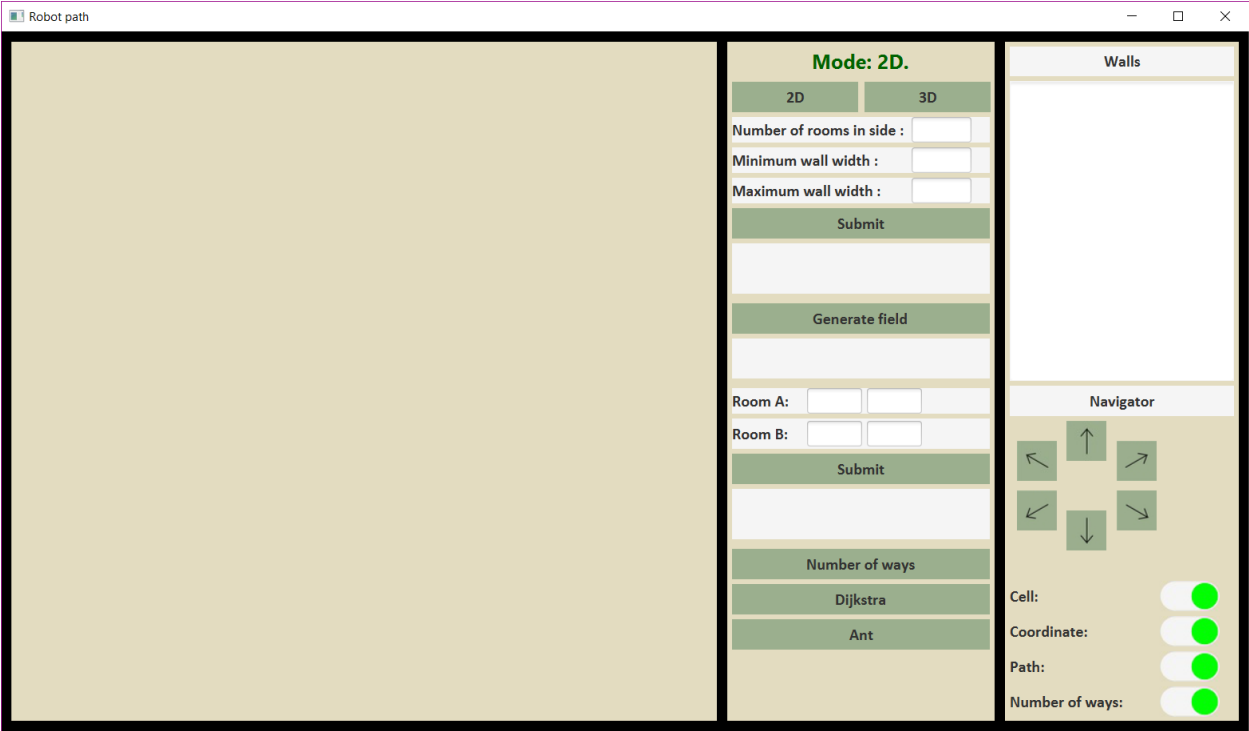 Robot path
Mode: 2D.
2D 3D
Number of rooms in side :
Minimum wall width :
Maximum wall width :
Submit
Generate field
Room A:
Room B:
Submit
Number of ways
Dijkstra
Ant
Walls
Navigator
Cell:
Coordinate:
Path:
Number of ways: